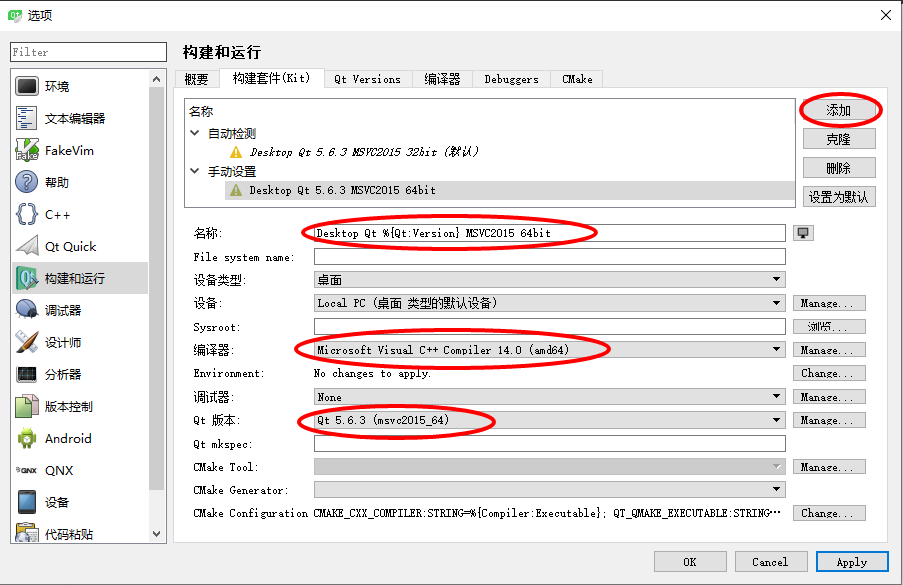 选项
Filter
环境
文本编辑器
FakeVim
帮助
C++
Qt Quick
构建和运行
调试器
设计师
分析器
版本控制
Android
QNX
QNX
设备
代码粘贴
构建和运行
概要 构建套件(Kit) Qt Versions 编译器 Debuggers CMake
名称
自动检测
Desktop Qt 5.6.3 MSVC2015 32bit (默认)
手动设置
Desktop Qt 5.6.3 MSVC2015 64bit
添加
克隆
删除
设置为默认
名称: Desktop Qt %{Qt:Version} MSVC2015 64bit
File system name:
设备类型: 桌面
设备: Local PC (桌面 类型的默认设备) Manage...
Sysroot: 浏览...
编译器: Microsoft Visual C++ Compiler 14.0 (amd64) Manage...
Environment: No changes to apply. Change...
调试器: None Manage...
Qt 版本: Qt 5.6.3 (msvc2015_64) Manage...
Qt mkspec:
CMake Tool: Manage...
CMake Generator:
CMake Configuration CMAKE_CXX_COMPILER:STRING=%{Compiler:Executable}; QT_QMAKE_EXECUTABLE:STRING… Change...
OK Cancel Apply